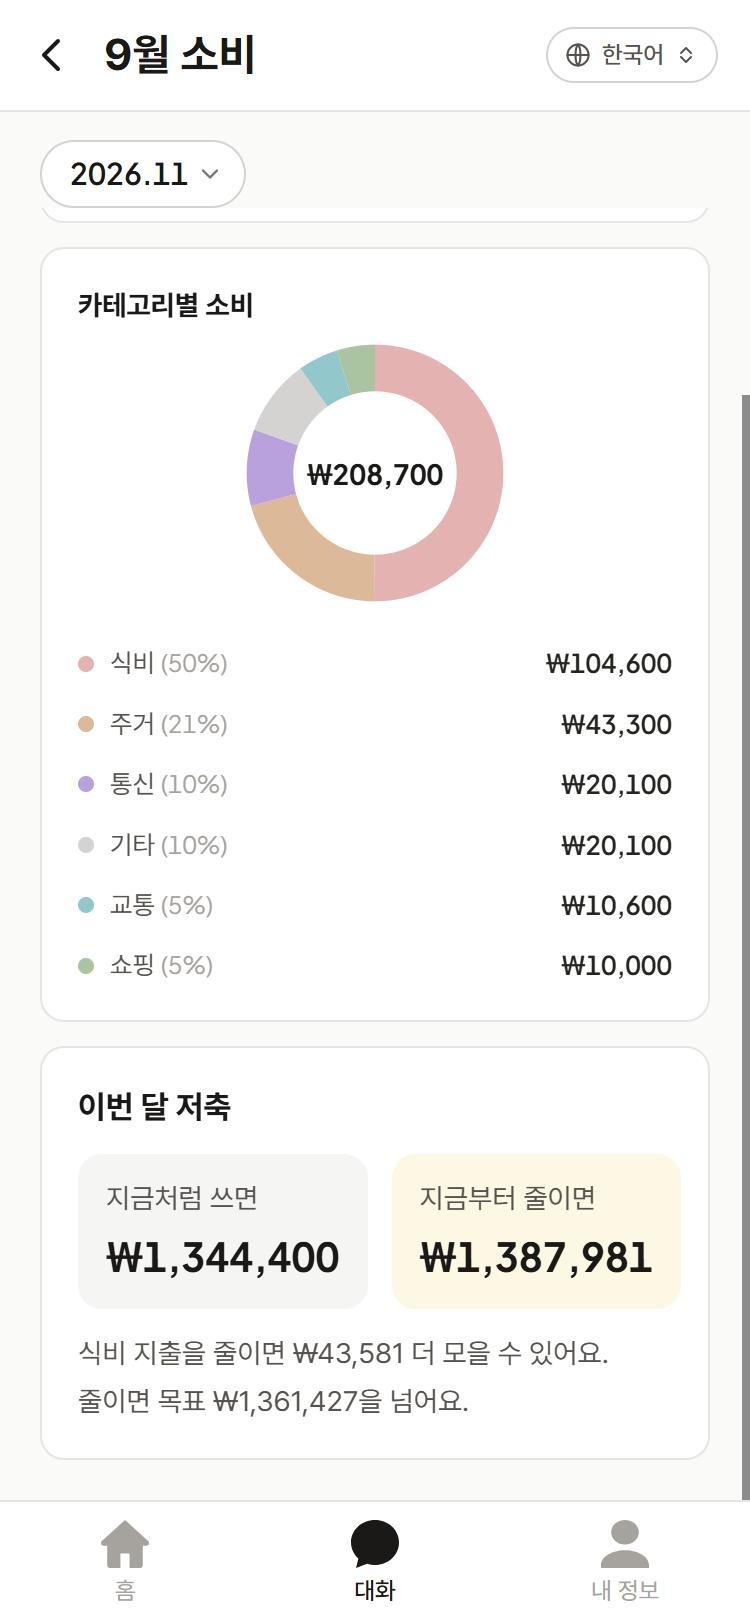 9월 소비
한국어
2026.11
카테고리별 소비
₩208,700
식비 (50%) ₩104,600
주거 (21%) ₩43,300
통신 (10%) ₩20,100
기타 (10%) ₩20,100
교통 (5%) ₩10,600
쇼핑 (5%) ₩10,000
이번 달 저축
지금처럼 쓰면
₩1,344,400
지금부터 줄이면
₩1,387,981
식비 지출을 줄이면 ₩43,581 더 모을 수 있어요.
줄이면 목표 ₩1,361,427을 넘어요.
홈
대화
내 정보